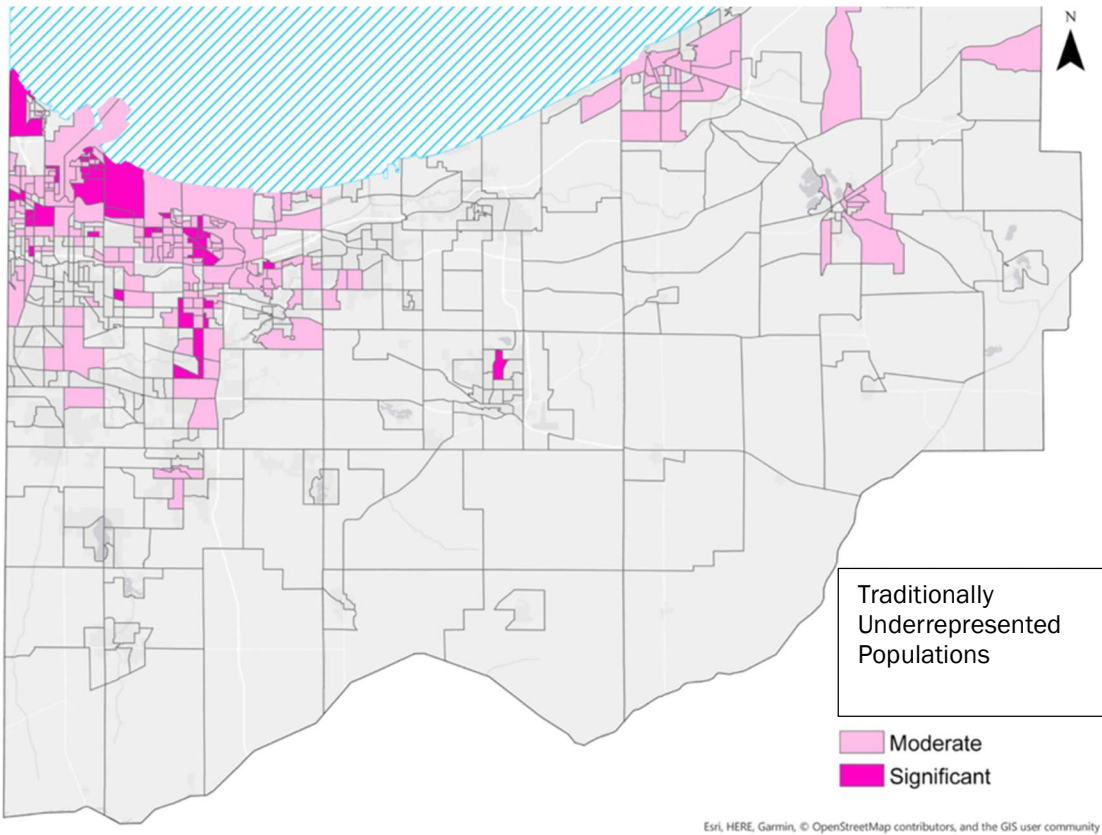 N
Traditionally
Underrepresented
Populations
Moderate
Significant
Esri, HERE, Garmin, © OpenStreetMap contributors, and the GIS user community